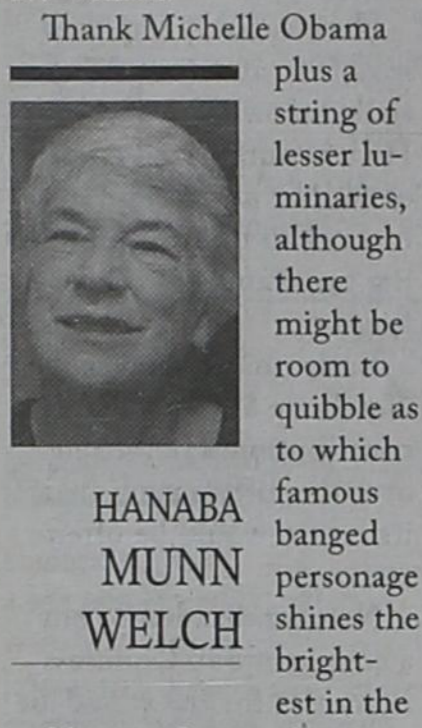 Thank Michelle Obama
plus a
string of
lesser lu-
minaries,
although
there
might be
room to
quibble as
to which
famous
banged
personage
shines the
bright-
est in the
HANABA
MUNN
WELCH